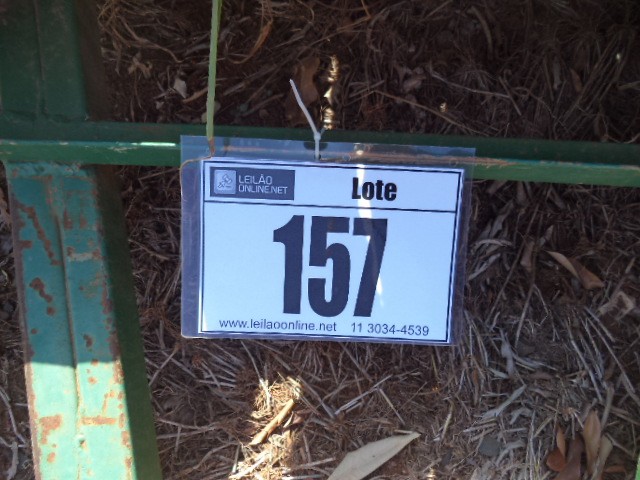 LEILÃO
ONLINE.NET
Lote
157
www.leilaoonline.net 11 3034-4539